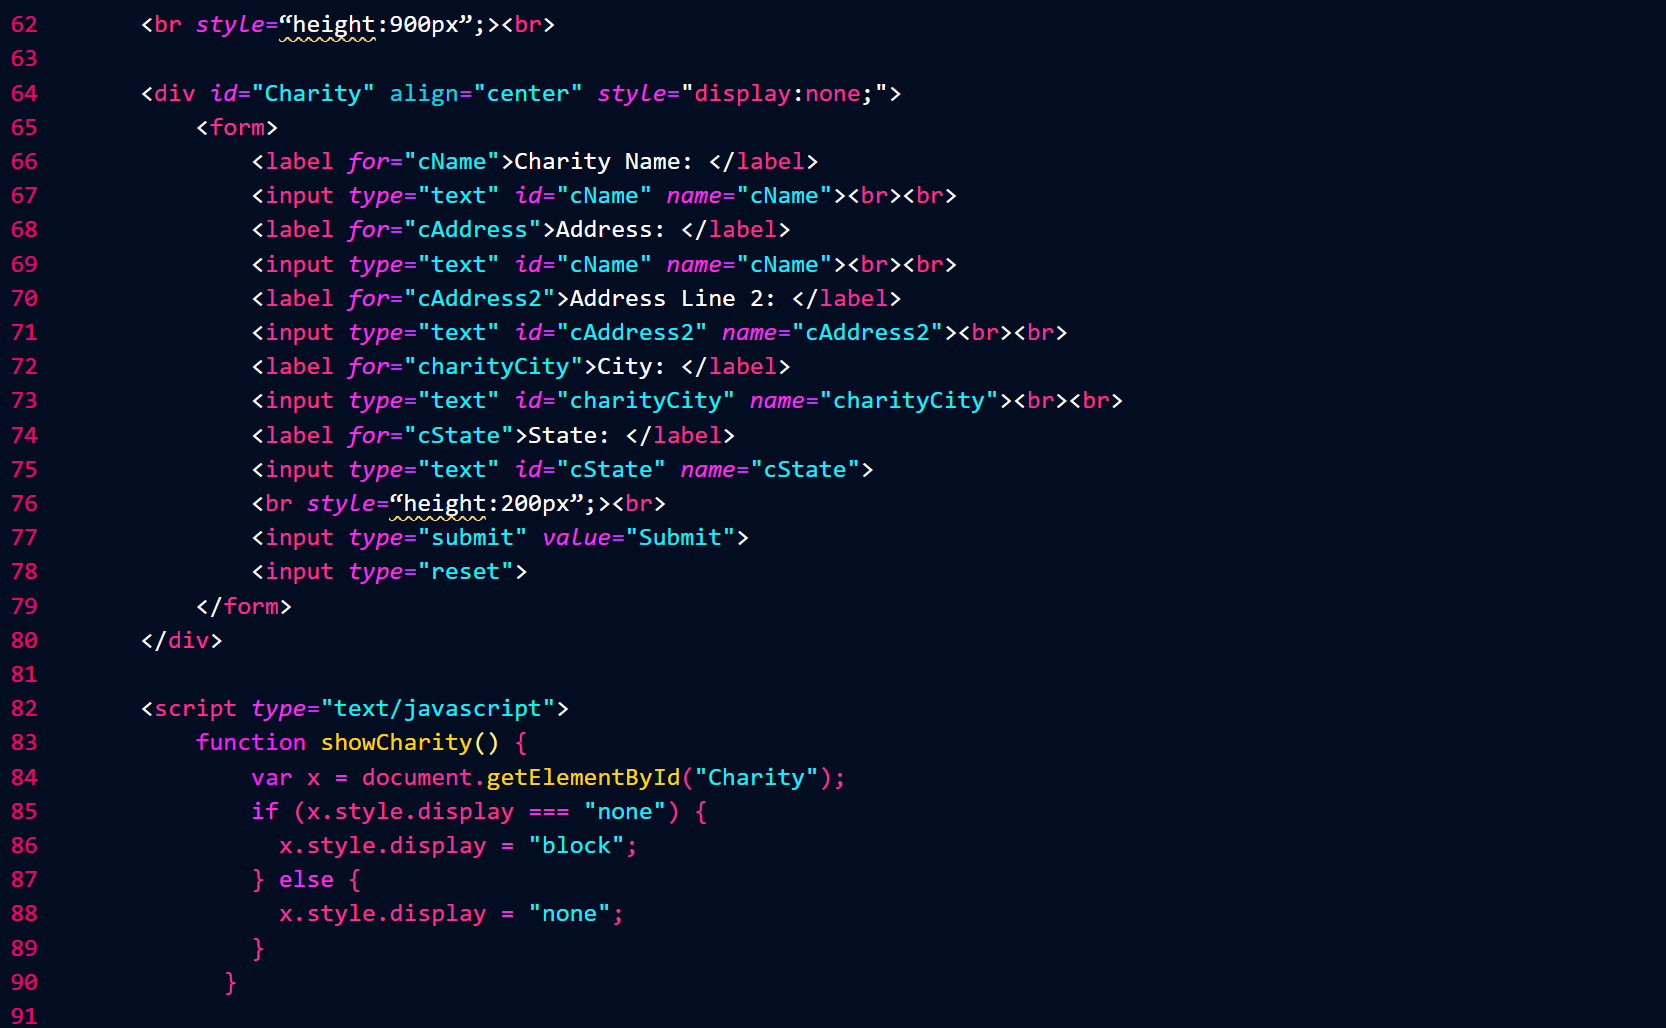 62 <br style=“height:900px”;><br>
63
64 <div id="Charity" align="center" style="display:none;">
65 <form>
66 <label for="cName">Charity Name: </label>
67 <input type="text" id="cName" name="cName"><br><br>
68 <label for="cAddress">Address: </label>
69 <input type="text" id="cName" name="cName"><br><br>
70 <label for="cAddress2">Address Line 2: </label>
71 <input type="text" id="cAddress2" name="cAddress2"><br><br>
72 <label for="charityCity">City: </label>
73 <input type="text" id="charityCity" name="charityCity"><br><br>
74 <label for="cState">State: </label>
75 <input type="text" id="cState" name="cState">
76 <br style=“height:200px”;><br>
77 <input type="submit" value="Submit">
78 <input type="reset">
79 </form>
80 </div>
81
82 <script type="text/javascript">
83 function showCharity() {
84 var x = document.getElementById("Charity");
85 if (x.style.display === "none") {
86 x.style.display = "block";
87 } else {
88 x.style.display = "none";
89 }
90 }
91